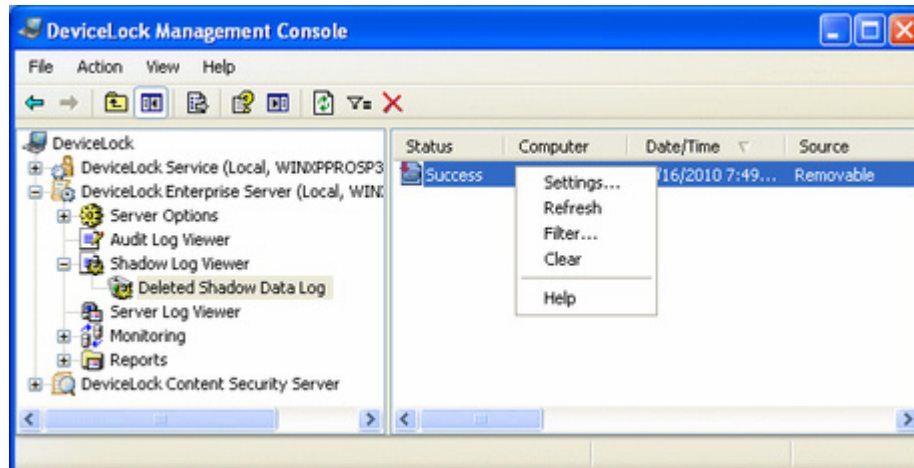 DeviceLock Management Console
File Action View Help
DeviceLock
DeviceLock Service (Local, WINXPPROSP3
DeviceLock Enterprise Server (Local, WIN
Server Options
Audit Log Viewer
Shadow Log Viewer
Deleted Shadow Data Log
Server Log Viewer
Monitoring
Reports
DeviceLock Content Security Server
Status Computer Date/Time Source
Success /16/2010 7:49... Removable
Settings...
Refresh
Filter...
Clear
Help